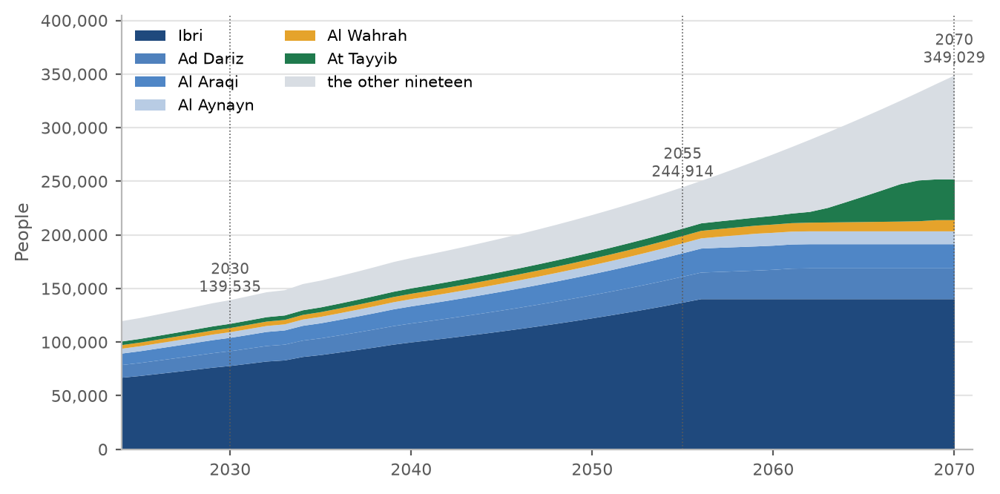 400,000
350,000
300,000
250,000
200,000
150,000
100,000
50,000
0
People
Ibri
Ad Dariz
Al Araqi
Al Aynayn
Al Wahrah
At Tayyib
the other nineteen
2030
139,535
2055
244,914
2070
349,029
2030
2040
2050
2060
2070